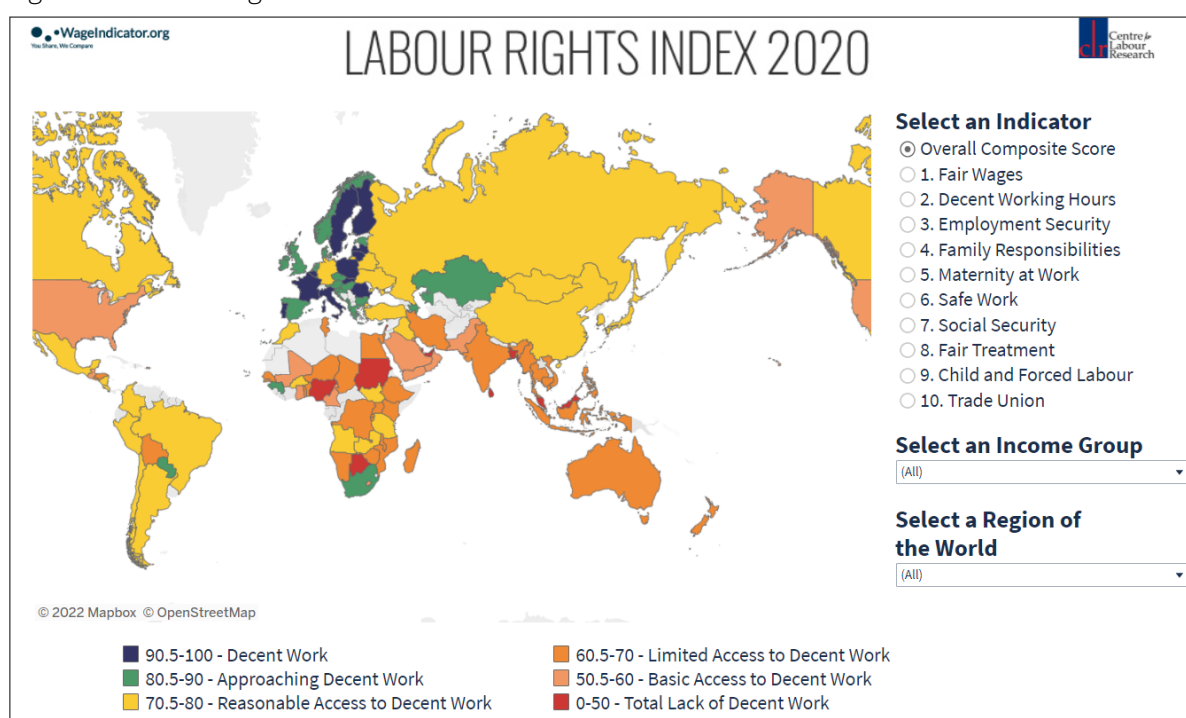 WageIndicator.org
You Share, We Compare
LABOUR RIGHTS INDEX 2020
clr
Centre for
Labour
Research
Select an Indicator
Overall Composite Score
1. Fair Wages
2. Decent Working Hours
3. Employment Security
4. Family Responsibilities
5. Maternity at Work
6. Safe Work
7. Social Security
8. Fair Treatment
9. Child and Forced Labour
10. Trade Union
Select an Income Group
(All)
Select a Region of
the World
(All)
© 2022 Mapbox © OpenStreetMap
90.5-100 - Decent Work
80.5-90 - Approaching Decent Work
70.5-80 - Reasonable Access to Decent Work
60.5-70 - Limited Access to Decent Work
50.5-60 - Basic Access to Decent Work
0-50 - Total Lack of Decent Work